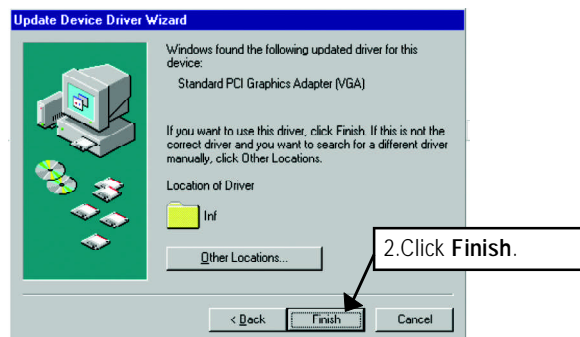 Update Device Driver Wizard
Windows found the following updated driver for this
device:
Standard PCI Graphics Adapter (VGA)
If you want to use this driver, click Finish. If this is not the
correct driver and you want to search for a different driver
manually, click Other Locations.
Location of Driver
Inf
Other Locations...
2.Click Finish.
< Back
Finish
Cancel